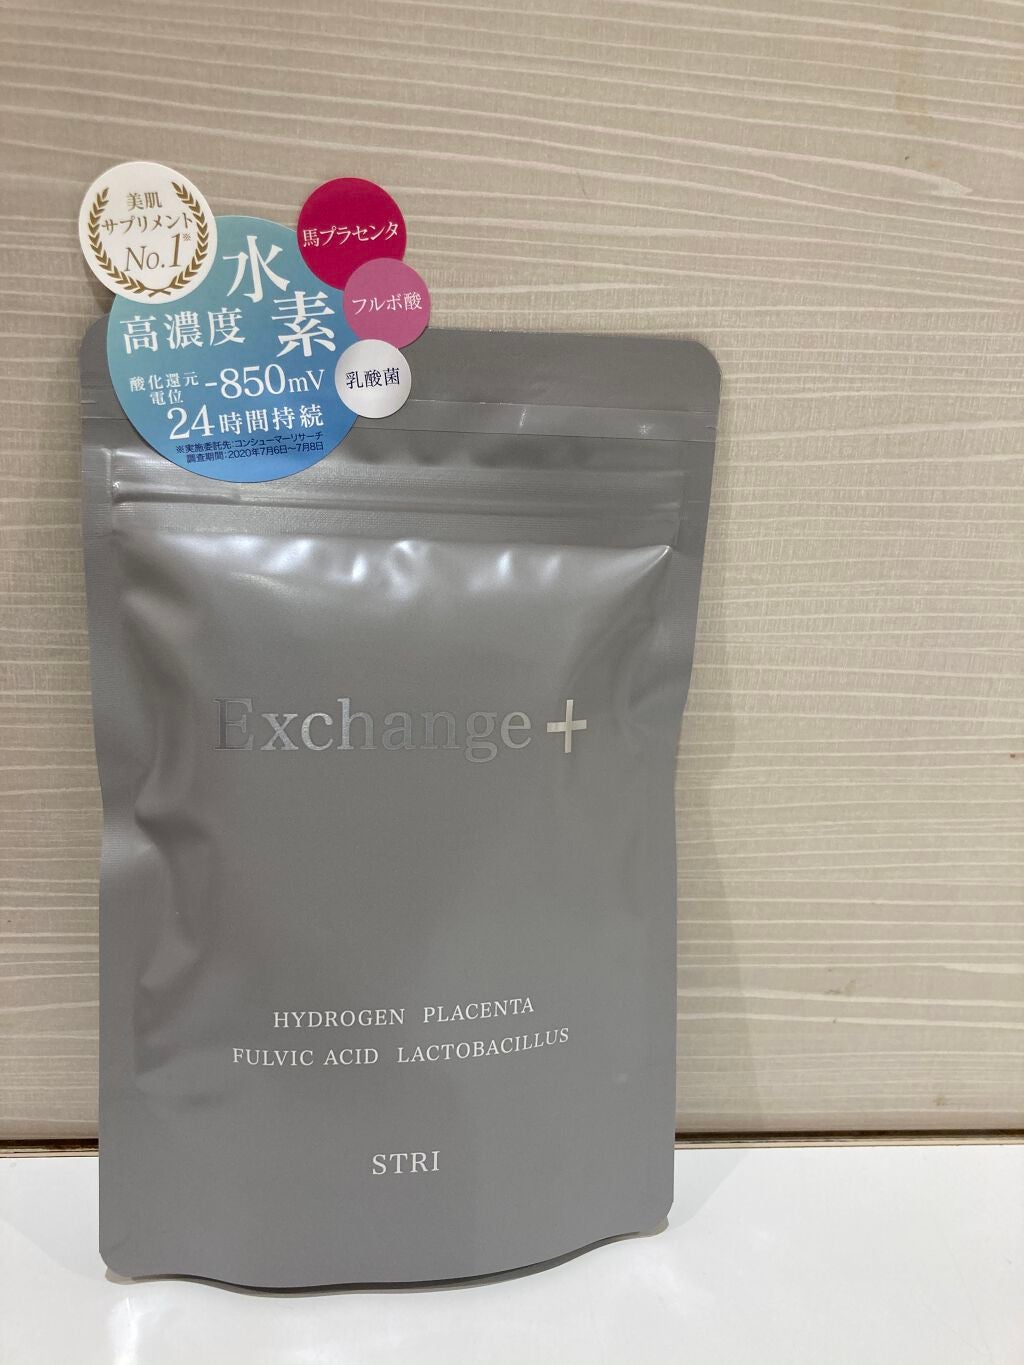 美肌
サプリメント
No.1※
馬プラセンタ
フルボ酸
乳酸菌
水素
高濃度
酸化還元
電位
-850mV
24時間持続
※実施委託先：コンシューマーリサーチ
調査期間：2020年7月6日～7月8日
Exchange+
HYDROGEN PLACENTA
FULVIC ACID LACTOBACILLUS
STRI